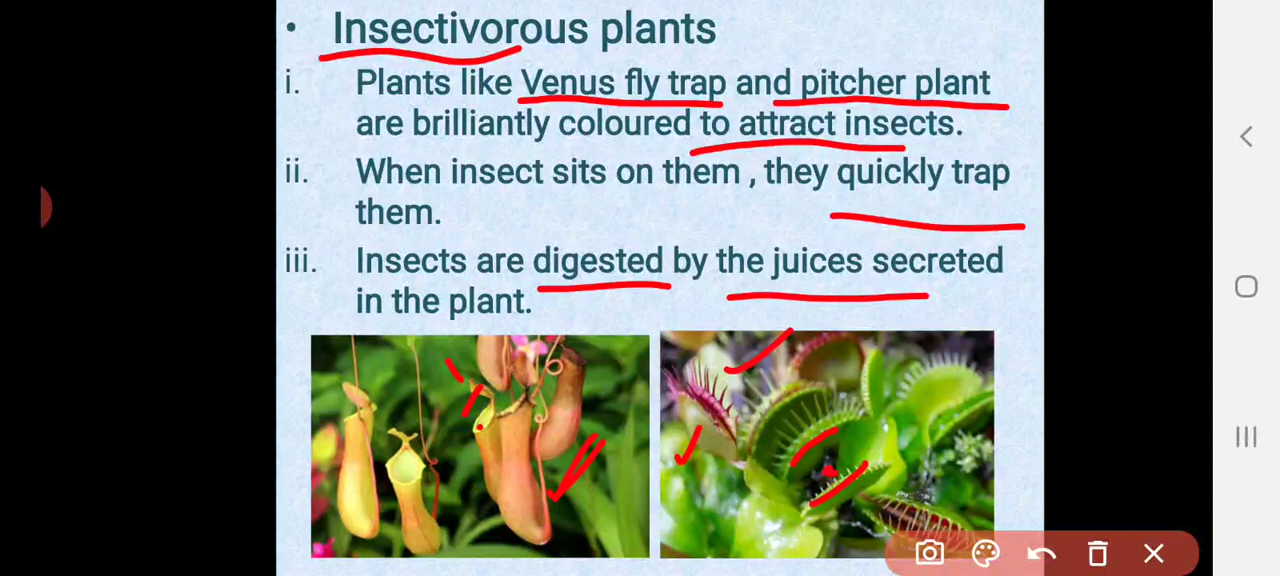 • Insectivorous plants
i. Plants like Venus fly trap and pitcher plant
are brilliantly coloured to attract insects.
ii. When insect sits on them , they quickly trap
them.
iii. Insects are digested by the juices secreted
in the plant.